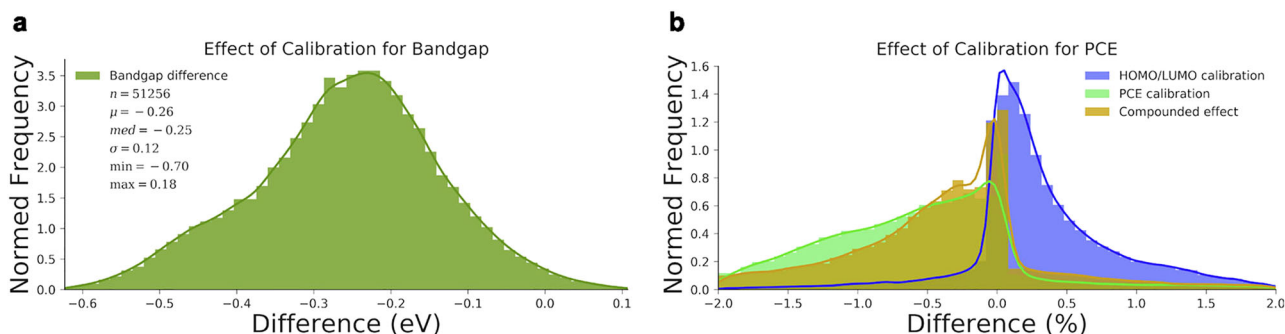 a
Effect of Calibration for Bandgap
Normed Frequency
3.5
3.0
2.5
2.0
1.5
1.0
0.5
0.0
Bandgap difference
n = 51256
μ = −0.26
med = −0.25
σ = 0.12
min = −0.70
max = 0.18
−0.6 −0.5 −0.4 −0.3 −0.2 −0.1 0.0 0.1
Difference (eV)
b
Effect of Calibration for PCE
Normed Frequency
1.6
1.4
1.2
1.0
0.8
0.6
0.4
0.2
0.0
HOMO/LUMO calibration
PCE calibration
Compounded effect
−2.0 −1.5 −1.0 −0.5 0.0 0.5 1.0 1.5 2.0
Difference (%)